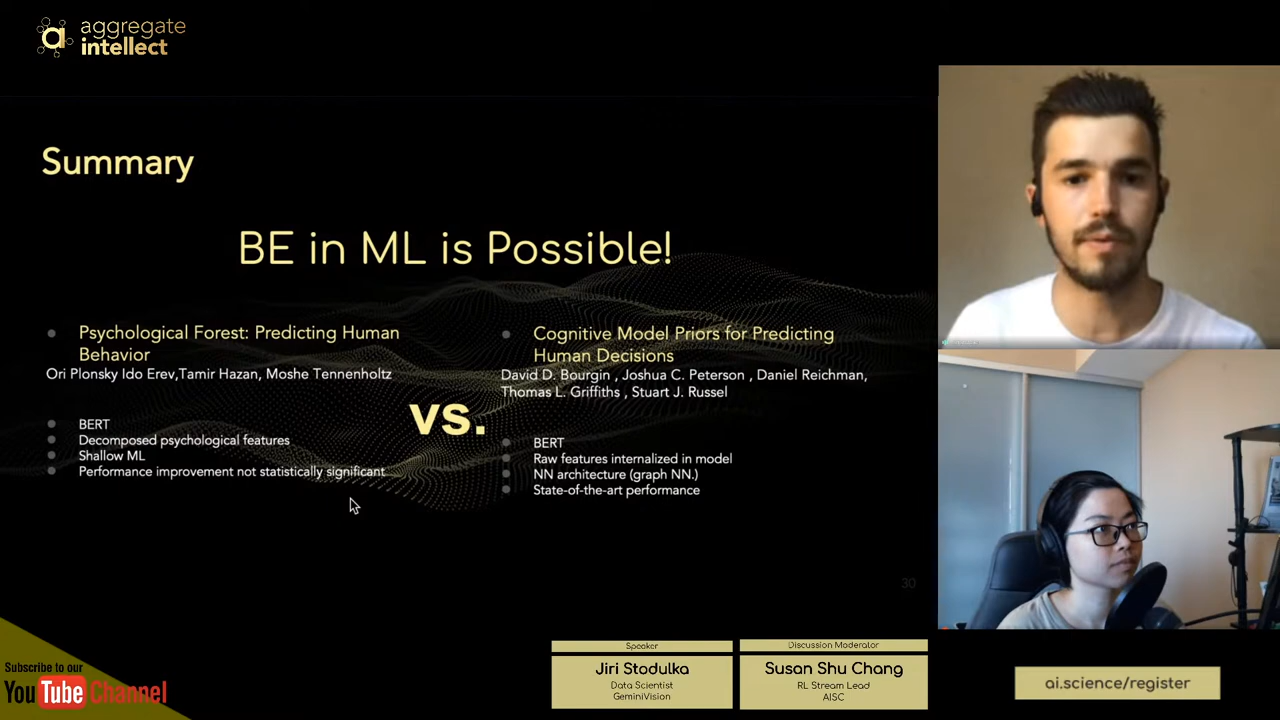 aggregate
intellect
Summary
BE in ML is Possible!
Psychological Forest: Predicting Human
Behavior
Ori Plonsky Ido Erev,Tamir Hazan, Moshe Tennenholtz
BERT
Decomposed psychological features
Shallow ML
Performance improvement not statistically significant
vs.
Cognitive Model Priors for Predicting
Human Decisions
David D. Bourgin , Joshua C. Peterson , Daniel Reichman,
Thomas L. Griffiths , Stuart J. Russel
BERT
Raw features internalized in model
NN architecture (graph NN.)
State-of-the-art performance
30
Subscribe to our
YouTube Channel
Speaker
Jiri Stodulka
Data Scientist
GeminiVision
Discussion Moderator
Susan Shu Chang
RL Stream Lead
AISC
ai.science/register